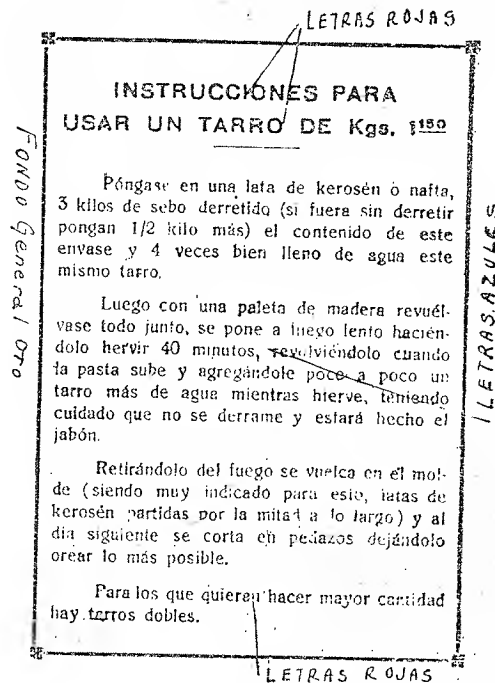 LETRAS ROJAS
INSTRUCCIONES PARA
USAR UN TARRO DE Kgs.
Fondo General Oro
LETRAS AZULES
Póngase en una lata de kerosén o nafta,
3 kilos de sebo derretido (si fuera sin derretir
pongan 1/2 kilo más) el contenido de este
envase y 4 veces bien lleno de agua este
mismo tarro.
Luego con una paleta de madera revuél-
vase todo junto, se pone a fuego lento hacién-
dolo hervir 40 minutos, revolviéndolo cuando
la pasta sube y agregándole poco a poco un
tarro más de agua mientras hierve, teniendo
cuidado que no se derrame y estará hecho el
jabón.
Retirándolo del fuego se vuelca en el mol-
de (siendo muy indicado para esto, latas de
kerosén partidas por la mitad a lo largo) y al
día siguiente se corta en pedazos dejándolo
orear lo más posible.
Para los que quieran hacer mayor cantidad
hay tarros dobles.
LETRAS ROJAS